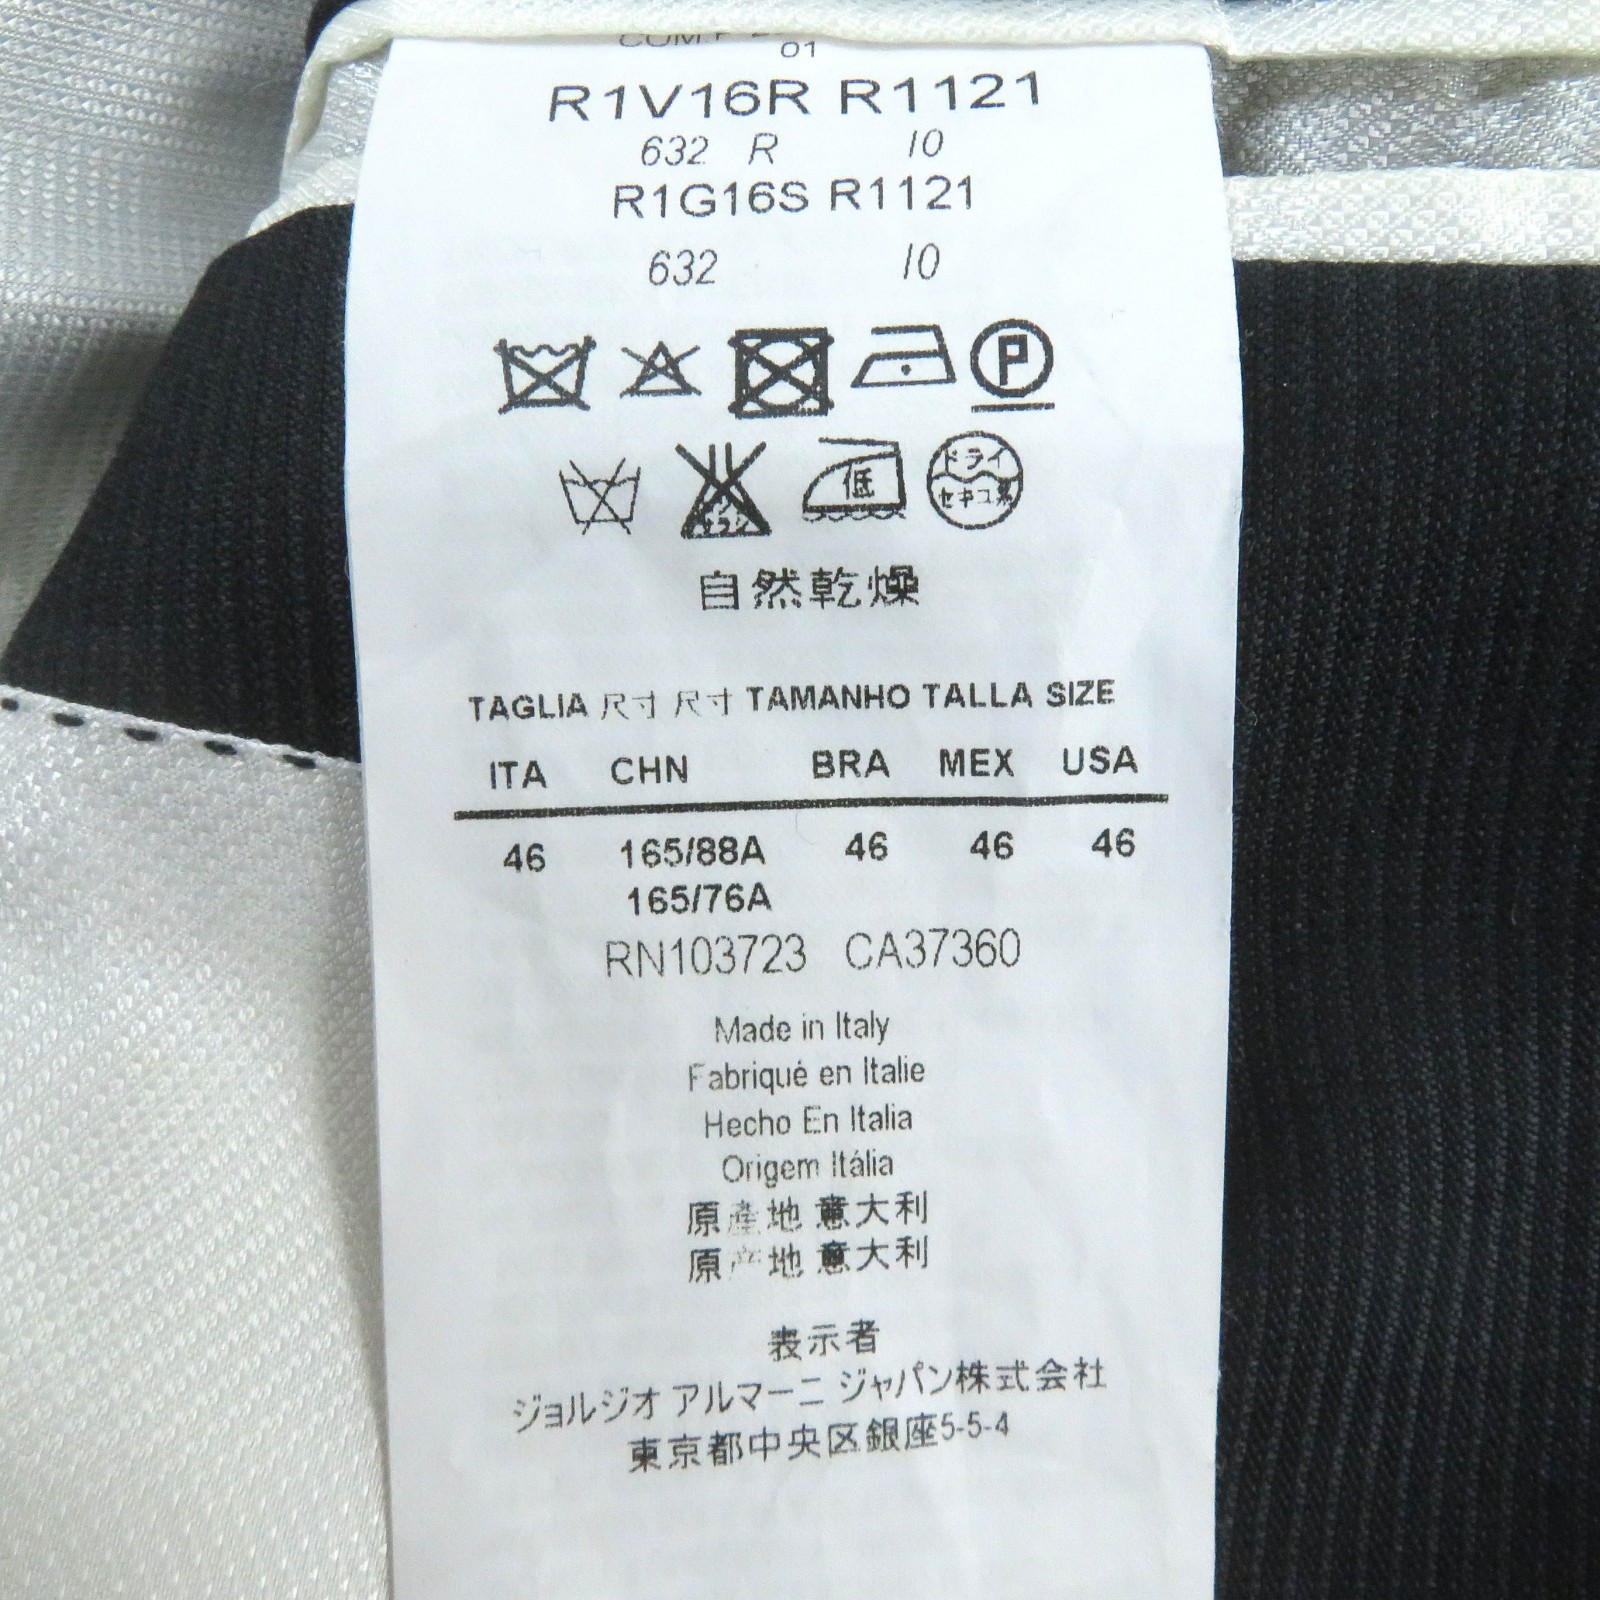 01
R1V16R R1121
632 R 10
R1G16S R1121
632 10
P
低
ドライ
セキユ系
自然乾燥
TAGLIA 尺寸 尺寸 TAMANHO TALLA SIZE
ITA CHN BRA MEX USA
46 165/88A 46 46 46
165/76A
RN103723 CA37360
Made in Italy
Fabriqué en Italie
Hecho En Italia
Origem Itália
原產地 意大利
原产地 意大利
表示者
ジョルジオ アルマーニ ジャパン株式会社
東京都中央区銀座5-5-4